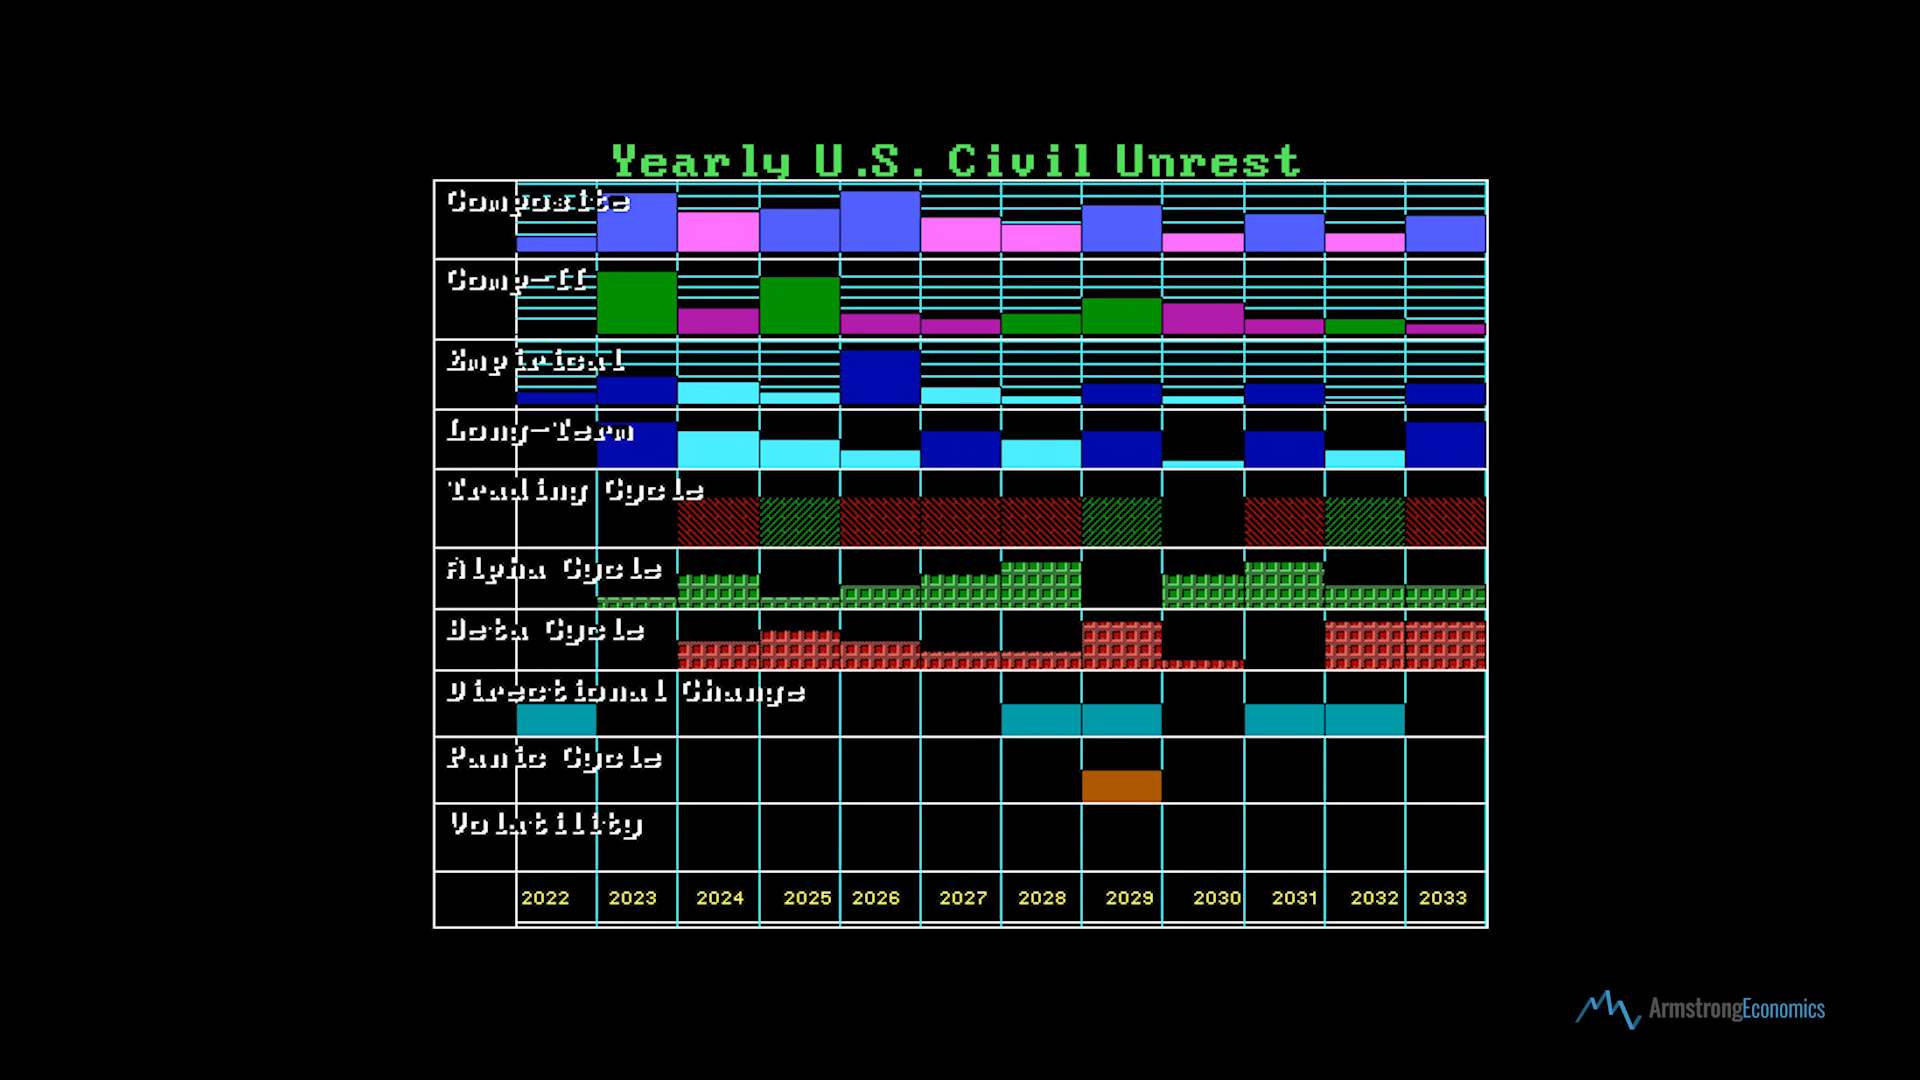 Yearly U.S. Civil Unrest
Composite
Comp-ff
Empirical
Long-Term
Trading Cycle
Alpha Cycle
Beta Cycle
Directional Change
Panic Cycle
Volatility
2022 2023 2024 2025 2026 2027 2028 2029 2030 2031 2032 2033
ArmstrongEconomics